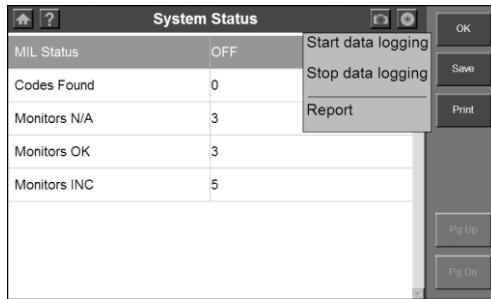 ?
System Status
OK
MIL Status OFF
Start data logging
Save
Stop data logging
Codes Found 0
Report
Print
Monitors N/A 3
Monitors OK 3
Monitors INC 5
Pg Up
Pg Dn